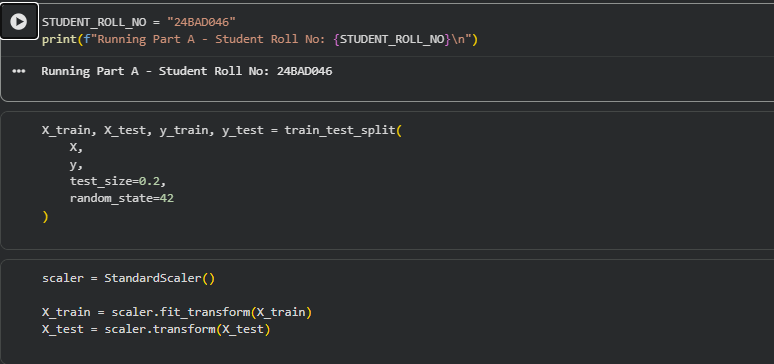 STUDENT_ROLL_NO = "24BAD046"
print(f"Running Part A - Student Roll No: {STUDENT_ROLL_NO}\n")
Running Part A - Student Roll No: 24BAD046
X_train, X_test, y_train, y_test = train_test_split(
    X,
    y,
    test_size=0.2,
    random_state=42
)
scaler = StandardScaler()
X_train = scaler.fit_transform(X_train)
X_test = scaler.transform(X_test)